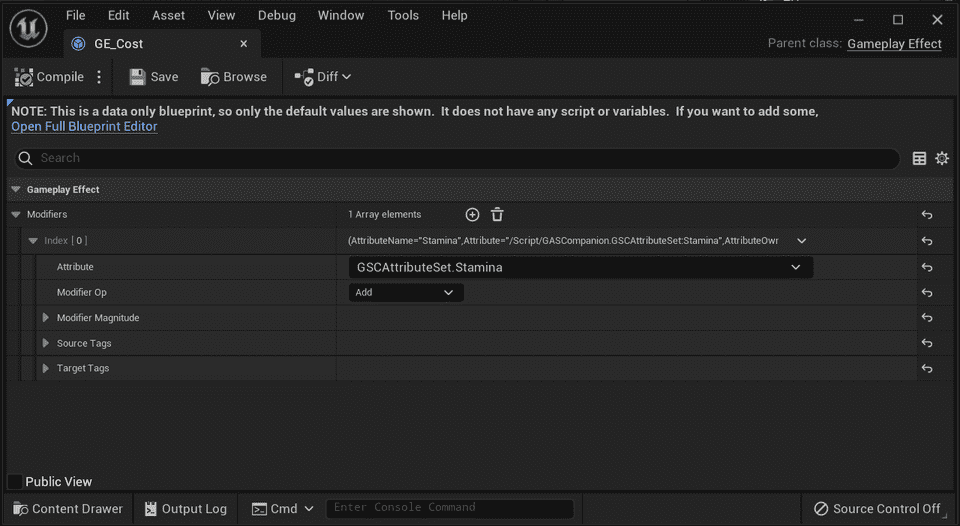 File Edit Asset View Debug Window Tools Help
GE_Cost
Parent class: Gameplay Effect
Compile Save Browse Diff
NOTE: This is a data only blueprint, so only the default values are shown. It does not have any script or variables. If you want to add some,
Open Full Blueprint Editor
Search
Gameplay Effect
Modifiers 1 Array elements
Index [ 0 ] (AttributeName="Stamina",Attribute="/Script/GASCompanion.GSCAttributeSet:Stamina",AttributeOwr
Attribute GSCAttributeSet.Stamina
Modifier Op Add
Modifier Magnitude
Source Tags
Target Tags
Public View
Content Drawer Output Log Cmd Enter Console Command Source Control Off